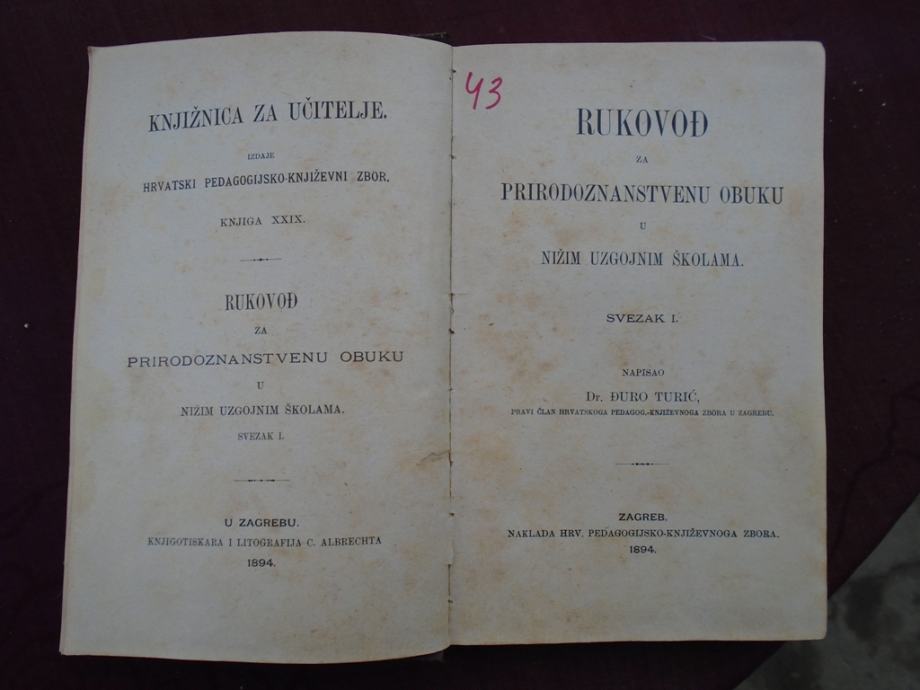 KNJIŽNICA ZA UČITELJE.
IZDAJE
HRVATSKI PEDAGOGIJSKO-KNJIŽEVNI ZBOR.
KNJIGA XXIX.
RUKOVOĐ
ZA
PRIRODOZNANSTVENU OBUKU
U
NIŽIM UZGOJNIM ŠKOLAMA.
SVEZAK I.
U ZAGREBU.
KNJIGOTISKARA I LITOGRAFIJA C. ALBRECHTA
1894.
43
RUKOVOĐ
ZA
PRIRODOZNANSTVENU OBUKU
U
NIŽIM UZGOJNIM ŠKOLAMA.
SVEZAK I.
NAPISAO
Dr. ĐURO TURIĆ,
PRAVI ČLAN HRVATSKOGA PEDAGOG.-KNJIŽEVNOGA ZBORA U ZAGREBU.
ZAGREB.
NAKLADA HRV. PEDAGOGIJSKO-KNJIŽEVNOGA ZBORA.
1894.